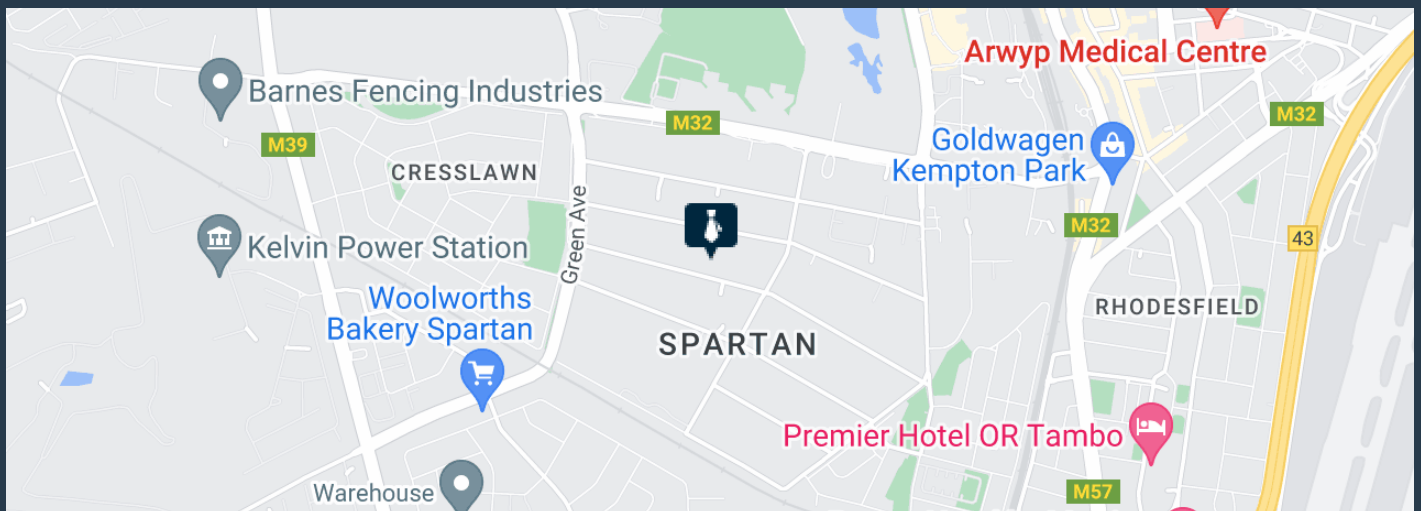 Arwyp Medical Centre
Barnes Fencing Industries
M32
M32
M39
Goldwagen
Kempton Park
CRESSLAWN
Green Ave
M32
43
Kelvin Power Station
Woolworths
Bakery Spartan
RHODESFIELD
SPARTAN
Premier Hotel OR Tambo
Warehouse
M57